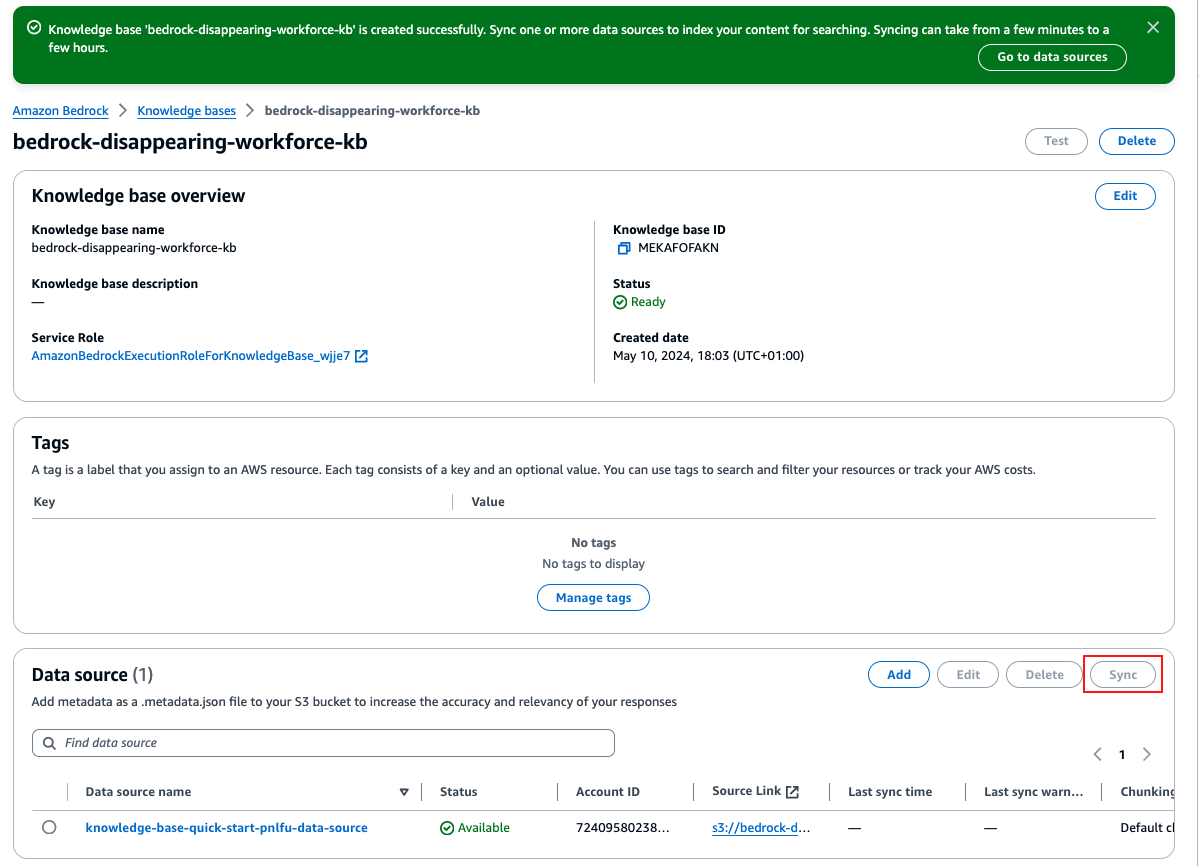 Knowledge base 'bedrock-disappearing-workforce-kb' is created successfully. Sync one or more data sources to index your content for searching. Syncing can take from a few minutes to a
few hours.
Go to data sources
Amazon Bedrock > Knowledge bases > bedrock-disappearing-workforce-kb
bedrock-disappearing-workforce-kb
Test Delete
Knowledge base overview
Edit
Knowledge base name
bedrock-disappearing-workforce-kb
Knowledge base description
—
Service Role
AmazonBedrockExecutionRoleForKnowledgeBase_wjje7
Knowledge base ID
MEKAFOFAKN
Status
Ready
Created date
May 10, 2024, 18:03 (UTC+01:00)
Tags
A tag is a label that you assign to an AWS resource. Each tag consists of a key and an optional value. You can use tags to search and filter your resources or track your AWS costs.
Key Value
No tags
No tags to display
Manage tags
Data source (1)
Add Edit Delete Sync
Add metadata as a .metadata.json file to your S3 bucket to increase the accuracy and relevancy of your responses
Find data source
1
Data source name Status Account ID Source Link Last sync time Last sync warn... Chunking
knowledge-base-quick-start-pnlfu-data-source Available 72409580238... s3://bedrock-d... — — Default cl